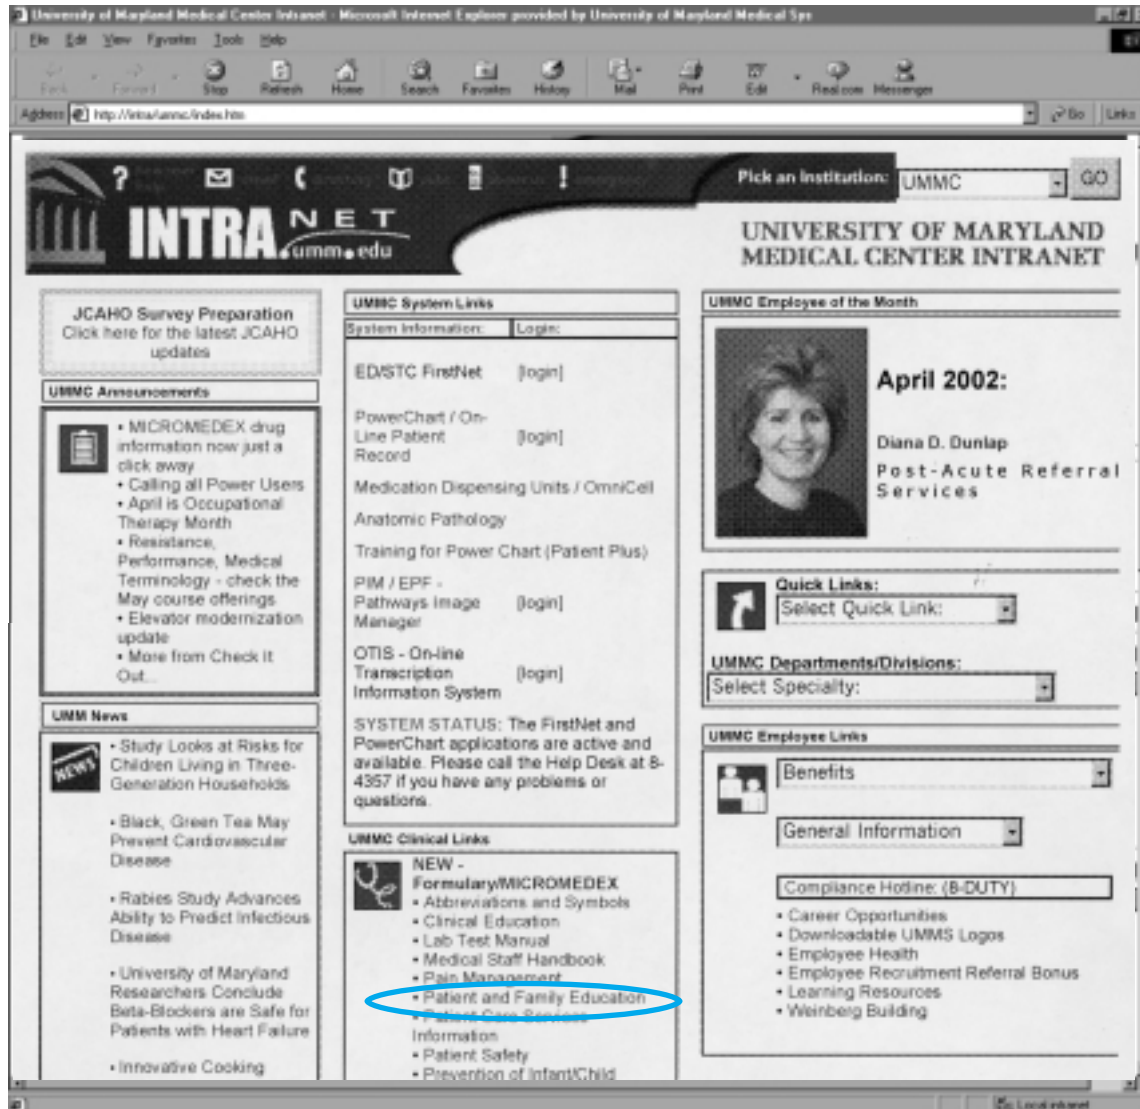 University of Maryland Medical Center Intranet - Microsoft Internet Explorer provided by University of Maryland Medical Sys
File Edit View Favorites Tools Help
Back Forward Stop Refresh Home Search Favorites History Mail Print Edit Real.com Messenger
Address http://intra/ummc/index.htm Go Links
Pick an Institution: UMMC GO
INTRANET
.umm.edu
UNIVERSITY OF MARYLAND
MEDICAL CENTER INTRANET
JCAHO Survey Preparation
Click here for the latest JCAHO
updates
UMMC Announcements
• MICROMEDEX drug
information now just a
click away
• Calling all Power Users
• April is Occupational
Therapy Month
• Resistance,
Performance, Medical
Terminology - check the
May course offerings
• Elevator modernization
update
• More from Check It
Out...
UMM News
NEWS
• Study Looks at Risks for
Children Living in Three-
Generation Households
• Black, Green Tea May
Prevent Cardiovascular
Disease
• Rabies Study Advances
Ability to Predict Infectious
Disease
• University of Maryland
Researchers Conclude
Beta-Blockers are Safe for
Patients with Heart Failure
• Innovative Cooking
UMMC System Links
System Information: Login:
ED/STC FirstNet [login]
PowerChart / On-
Line Patient [login]
Record
Medication Dispensing Units / OmniCell
Anatomic Pathology
Training for Power Chart (Patient Plus)
PIM / EPF -
Pathways Image [login]
Manager
OTIS - On-line
Transcription [login]
Information System
SYSTEM STATUS: The FirstNet and
PowerChart applications are active and
available. Please call the Help Desk at 8-
4357 if you have any problems or
questions.
UMMC Clinical Links
NEW -
Formulary/MICROMEDEX
• Abbreviations and Symbols
• Clinical Education
• Lab Test Manual
• Medical Staff Handbook
• Pain Management
• Patient and Family Education
• Patient Care Services
Information
• Patient Safety
• Prevention of Infant/Child
UMMC Employee of the Month
April 2002:
Diana D. Dunlap
Post-Acute Referral
Services
Quick Links:
Select Quick Link:
UMMC Departments/Divisions:
Select Specialty:
UMMC Employee Links
Benefits
General Information
Compliance Hotline: (8-DUTY)
• Career Opportunities
• Downloadable UMMS Logos
• Employee Health
• Employee Recruitment Referral Bonus
• Learning Resources
• Weinberg Building
Local intranet